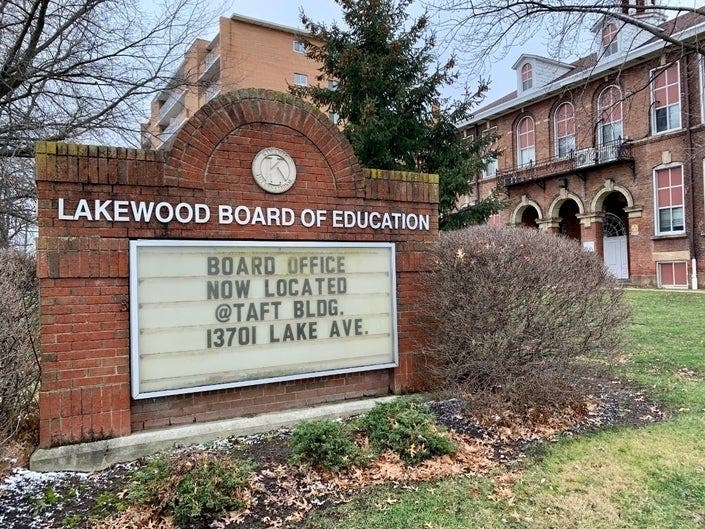 LAKEWOOD BOARD OF EDUCATION
BOARD OFFICE
NOW LOCATED
@TAFT BLDG.
13701 LAKE AVE.